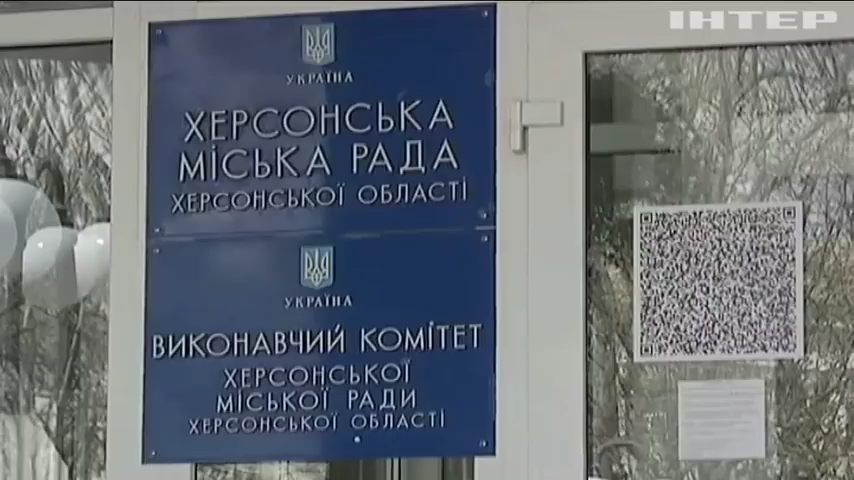 ІНТЕР
УКРАЇНА
ХЕРСОНСЬКА
МІСЬКА РАДА
ХЕРСОНСЬКОЇ ОБЛАСТІ
УКРАЇНА
ВИКОНАВЧИЙ КОМІТЕТ
ХЕРСОНСЬКОЇ
МІСЬКОЇ РАДИ
ХЕРСОНСЬКОЇ ОБЛАСТІ